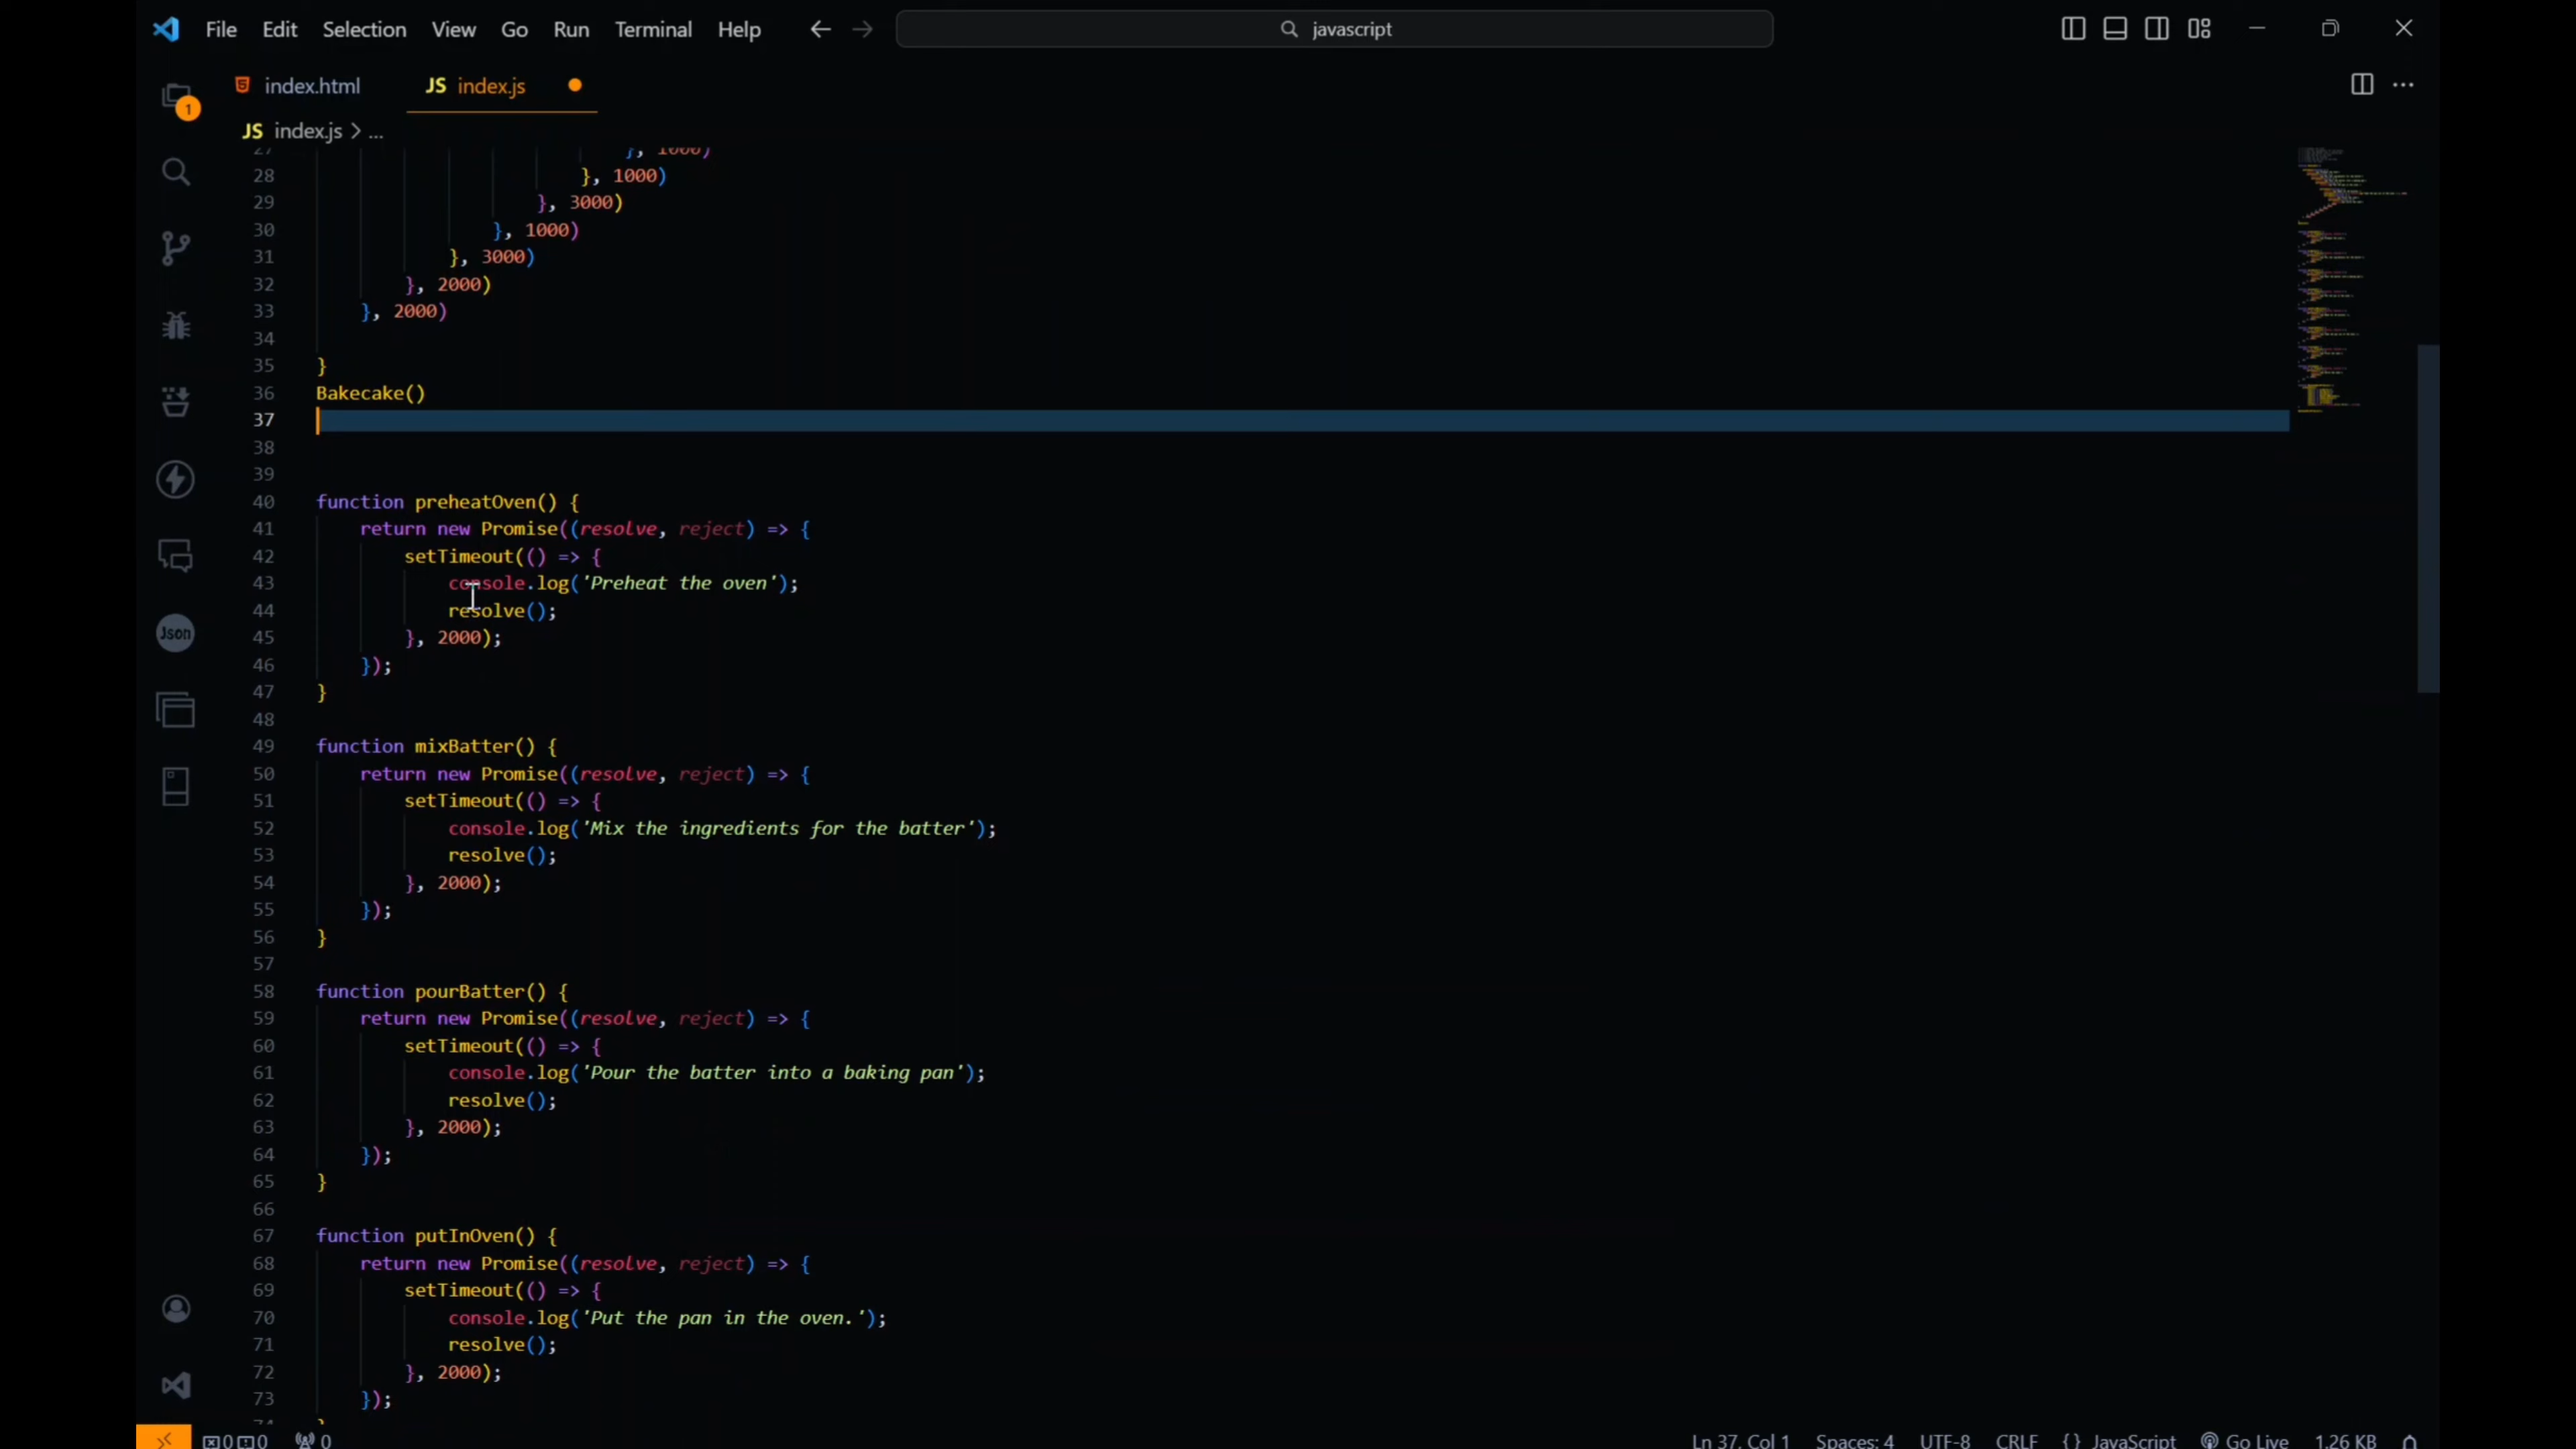 File Edit Selection View Go Run Terminal Help javascript
index.html JS index.js
JS index.js > ...
27 }, 1000)
28 }, 1000)
29 }, 3000)
30 }, 1000)
31 }, 3000)
32 }, 2000)
33 }, 2000)
34
35 }
36 Bakecake()
37
38
39
40 function preheatOven() {
41 return new Promise((resolve, reject) => {
42 setTimeout(() => {
43 console.log('Preheat the oven');
44 resolve();
45 }, 2000);
46 });
47 }
48
49 function mixBatter() {
50 return new Promise((resolve, reject) => {
51 setTimeout(() => {
52 console.log('Mix the ingredients for the batter');
53 resolve();
54 }, 2000);
55 });
56 }
57
58 function pourBatter() {
59 return new Promise((resolve, reject) => {
60 setTimeout(() => {
61 console.log('Pour the batter into a baking pan');
62 resolve();
63 }, 2000);
64 });
65 }
66
67 function putInOven() {
68 return new Promise((resolve, reject) => {
69 setTimeout(() => {
70 console.log('Put the pan in the oven.');
71 resolve();
72 }, 2000);
73 });
74 }
1
Json
0 0 0 Ln 37, Col 1 Spaces: 4 UTF-8 CRLF {} JavaScript Go Live 1.26 KB